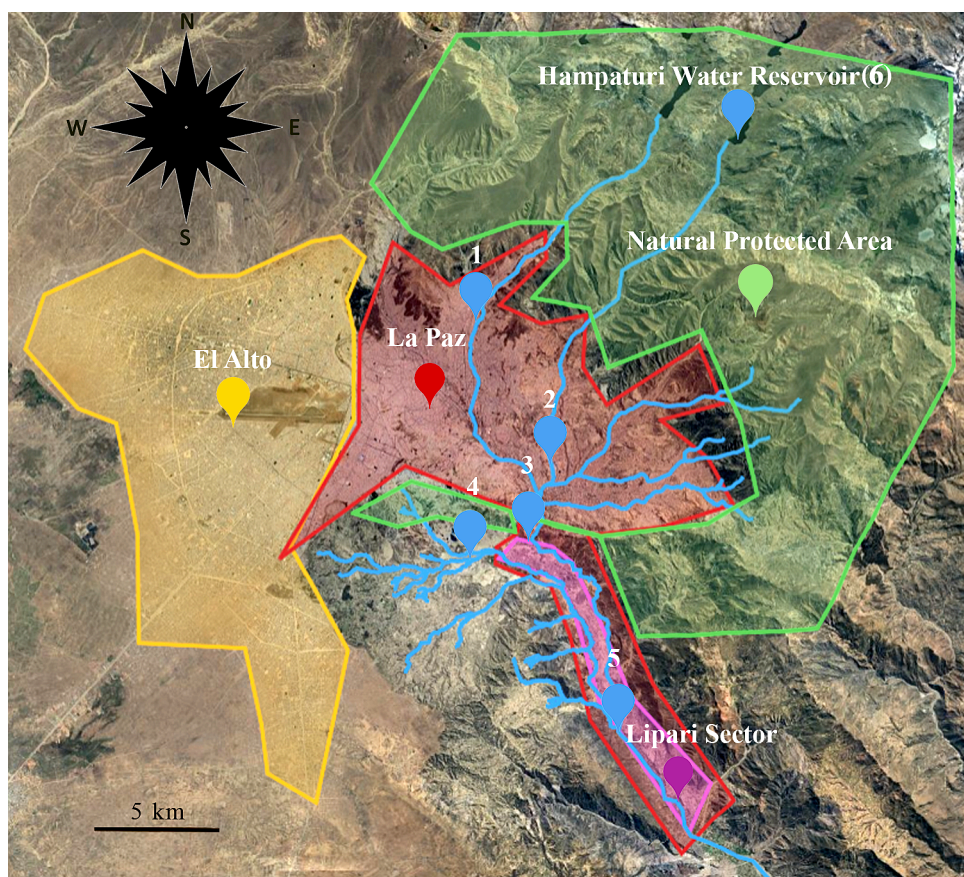 N
W
E
S
Hampaturi Water Reservoir(6)
Natural Protected Area
1
La Paz
El Alto
2
3
4
5
Lipari Sector
5 km